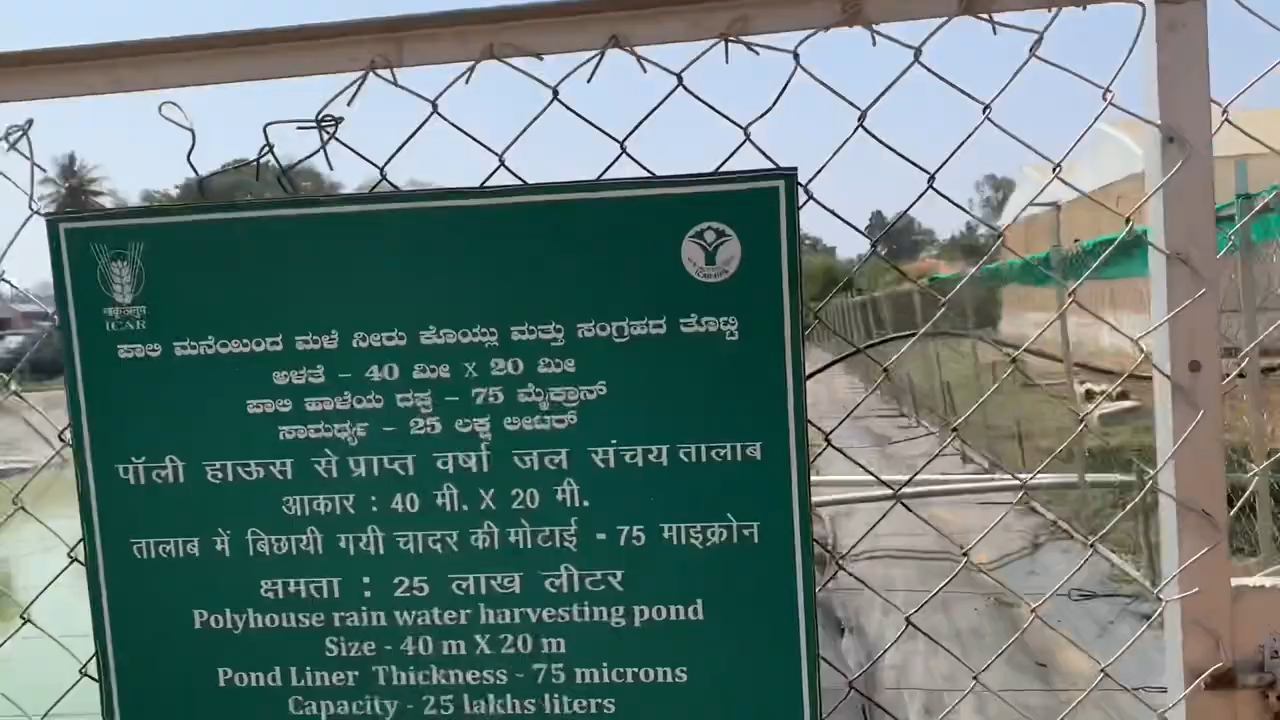 भाकृअनुप
ICAR
ಪಾಲಿ ಮನೆಯಿಂದ ಮಳೆ ನೀರು ಕೊಯ್ಲು ಮತ್ತು ಸಂಗ್ರಹದ ತೊಟ್ಟಿ
ಅಳತೆ - 40 ಮೀ X 20 ಮೀ
ಪಾಲಿ ಹಾಳೆಯ ದಪ್ಪ - 75 ಮೈಕ್ರಾನ್
ಸಾಮರ್ಥ್ಯ - 25 ಲಕ್ಷ ಲೀಟರ್
पॉली हाऊस से प्राप्त वर्षा जल संचय तालाब
आकार : 40 मी. X 20 मी.
तालाब में बिछायी गयी चादर की मोटाई - 75 माइक्रोन
क्षमता : 25 लाख लीटर
Polyhouse rain water harvesting pond
Size - 40 m X 20 m
Pond Liner Thickness - 75 microns
Capacity - 25 lakhs liters